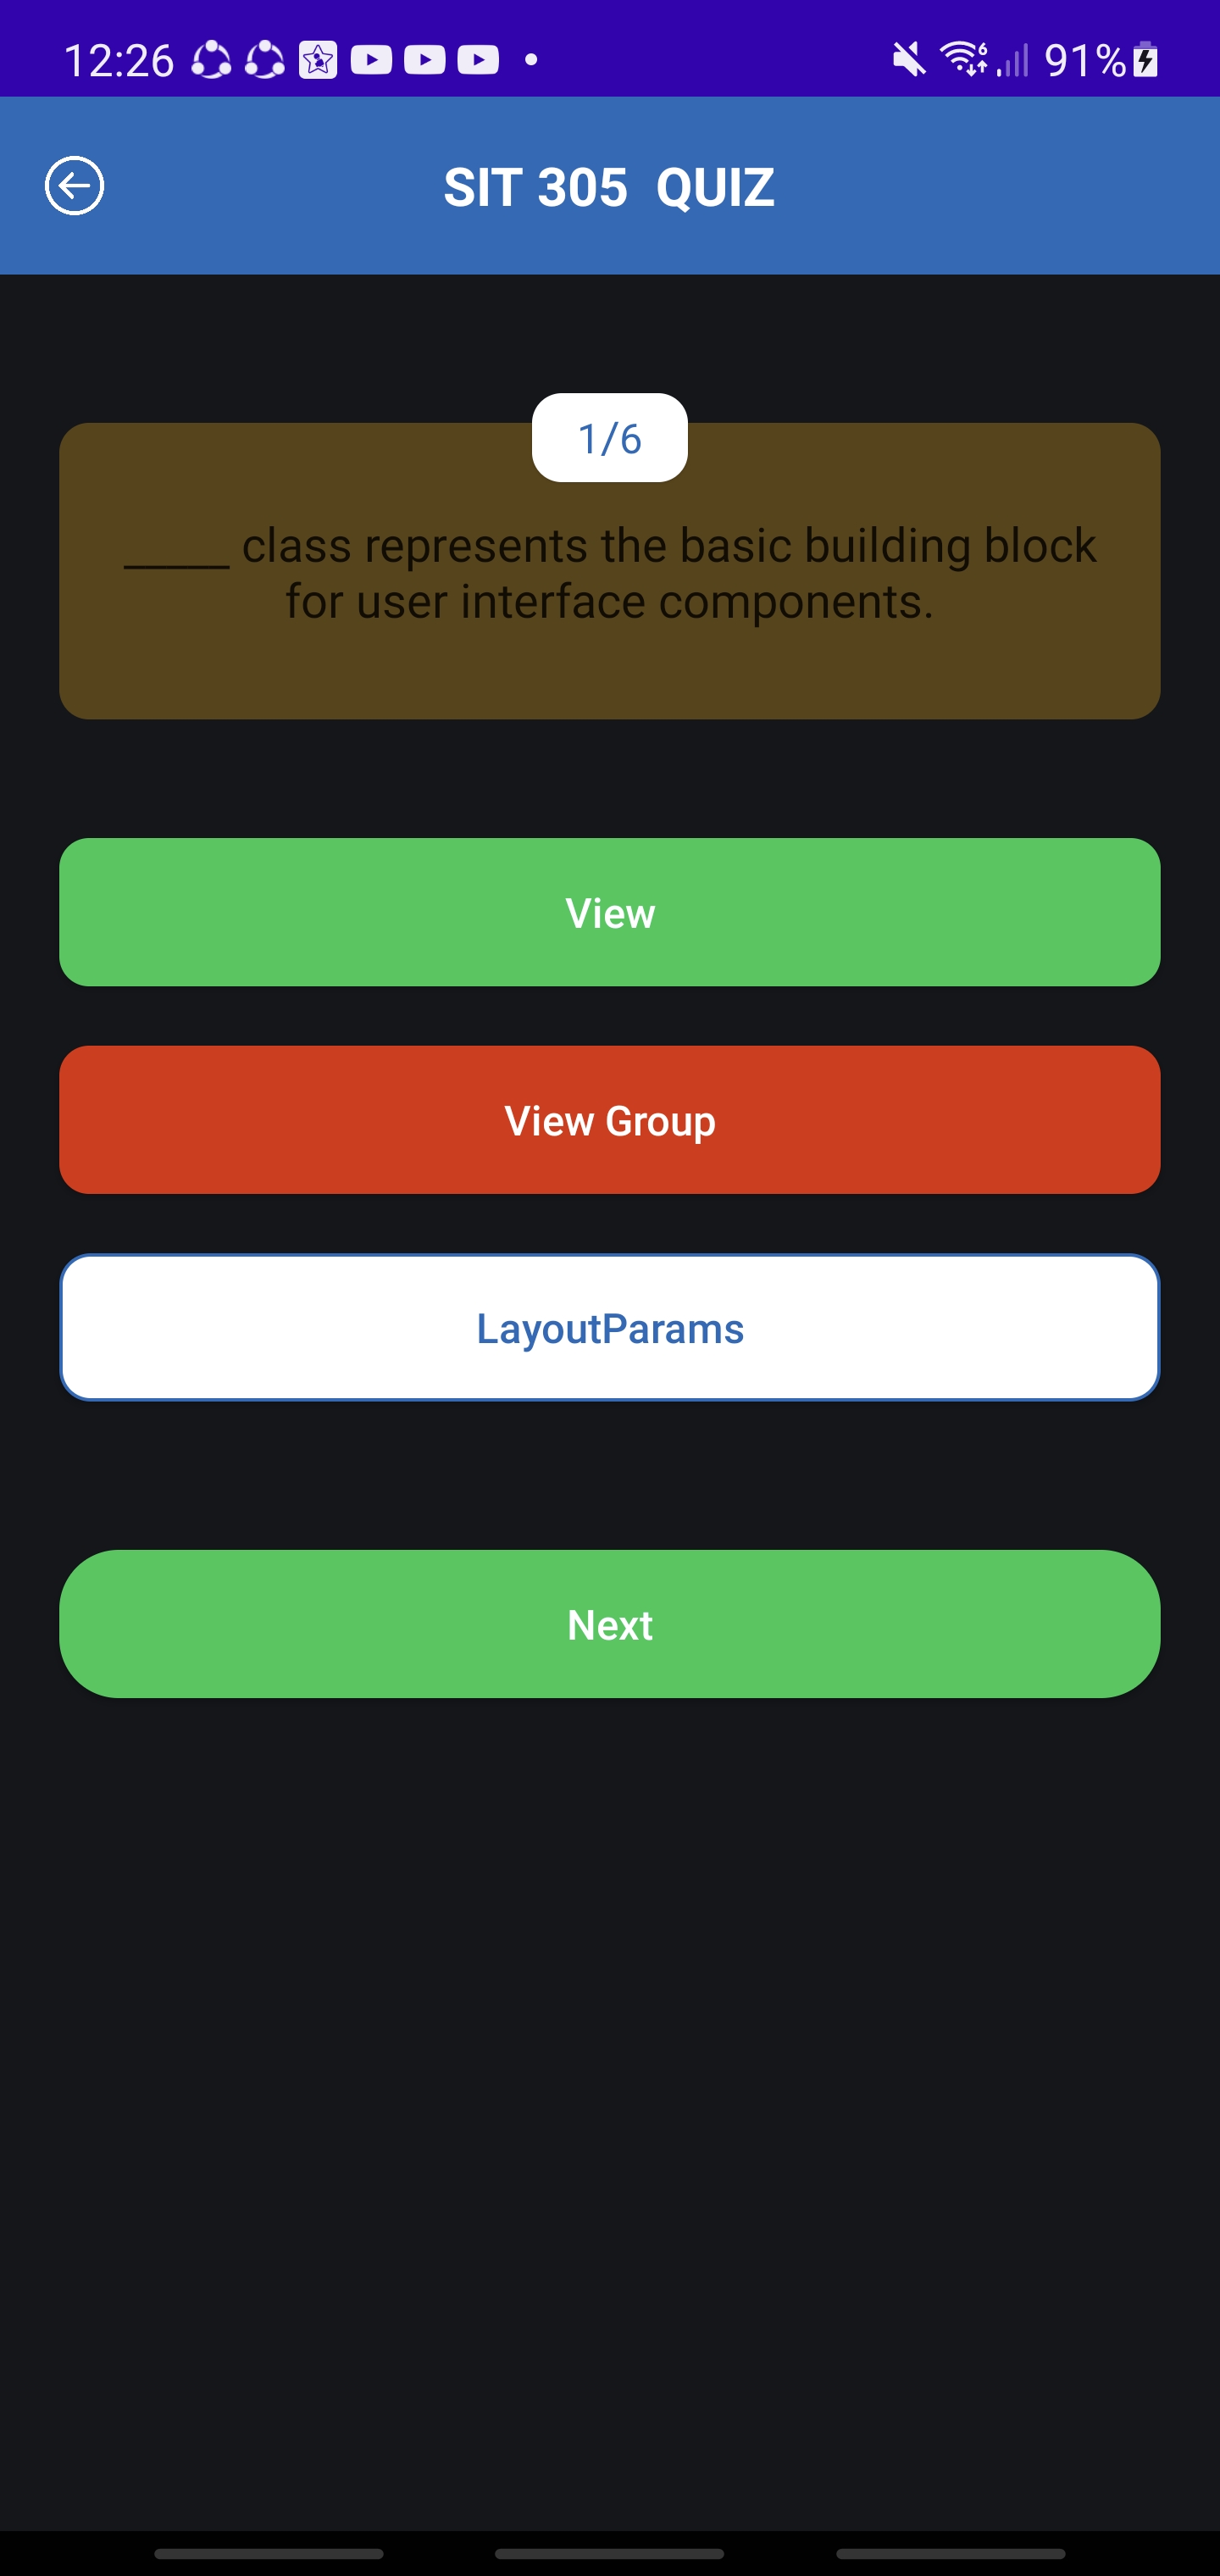 12:26
6
91%
SIT 305 QUIZ
1/6
_____ class represents the basic building block
for user interface components.
View
View Group
LayoutParams
Next